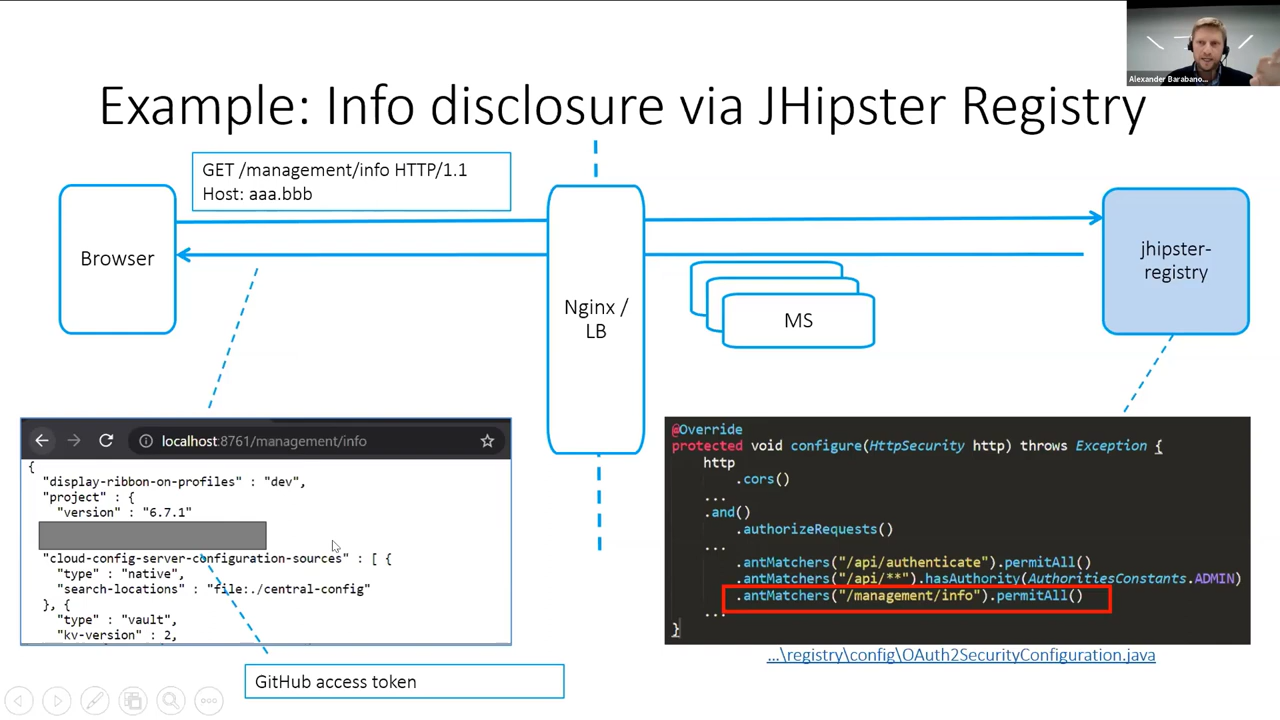 Alexander Barabano...
Example: Info disclosure via JHipster Registry
GET /management/info HTTP/1.1
Host: aaa.bbb
Browser
Nginx /
LB
MS
jhipster-
registry
localhost:8761/management/info
{
"display-ribbon-on-profiles" : "dev",
"project" : {
"version" : "6.7.1"
"cloud-config-server-configuration-sources" : [ {
"type" : "native",
"search-locations" : "file:./central-config"
}, {
"type" : "vault",
"kv-version" : 2,
GitHub access token
@Override
protected void configure(HttpSecurity http) throws Exception {
http
.cors()
...
.and()
.authorizeRequests()
...
.antMatchers("/api/authenticate").permitAll()
.antMatchers("/api/**").hasAuthority(AuthoritiesConstants.ADMIN)
.antMatchers("/management/info").permitAll()
...
}
...\registry\config\OAuth2SecurityConfiguration.java